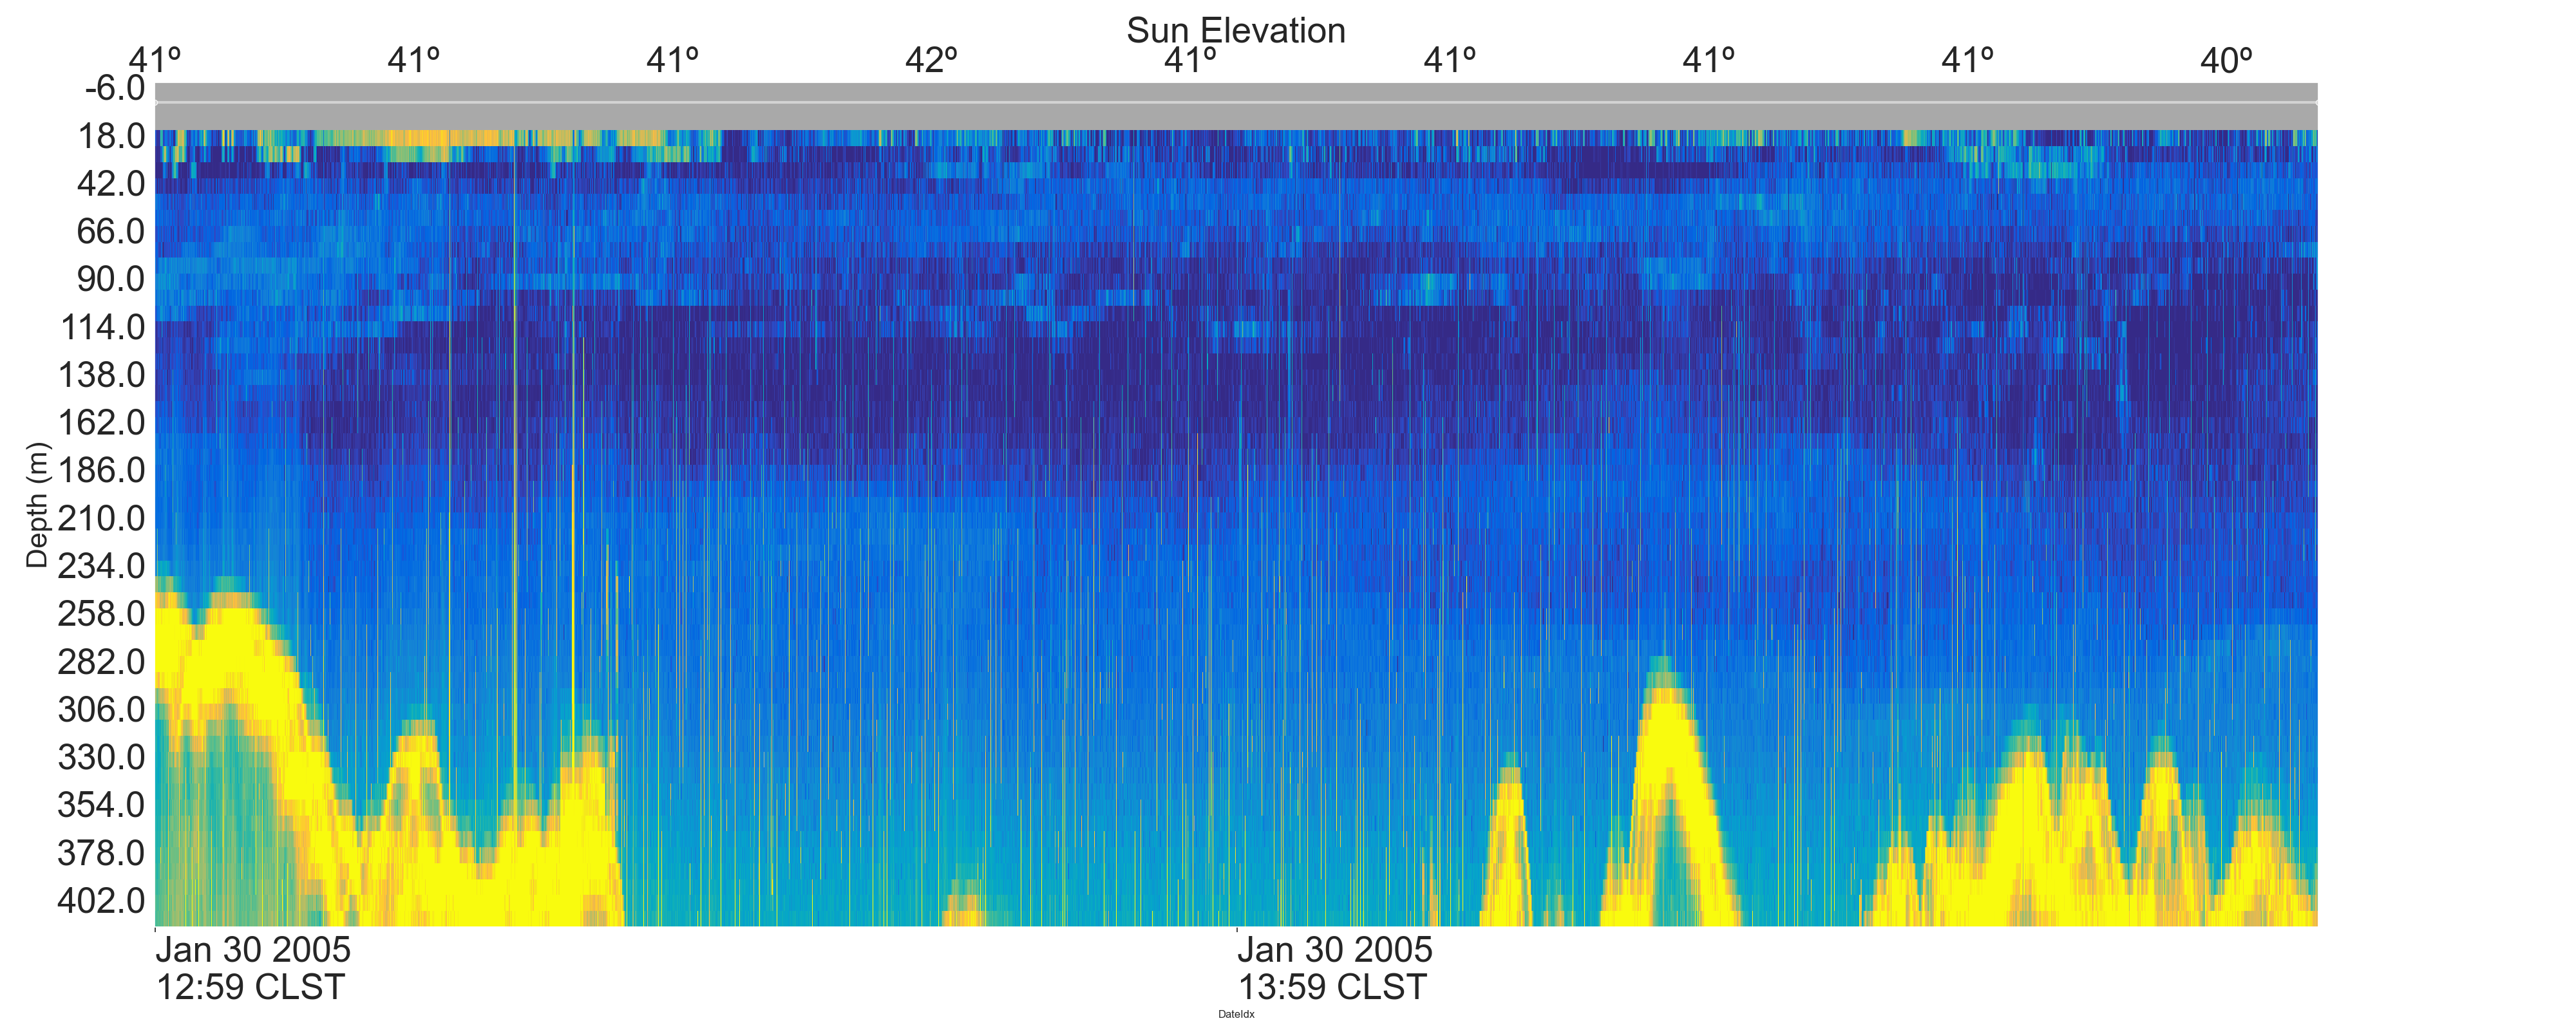 Sun Elevation
41º 41º 41º 42º 41º 41º 41º 41º 40º
-6.0
18.0
42.0
66.0
90.0
114.0
138.0
162.0
186.0
210.0
234.0
258.0
282.0
306.0
330.0
354.0
378.0
402.0
Depth (m)
Jan 30 2005
12:59 CLST
Jan 30 2005
13:59 CLST
DateIdx